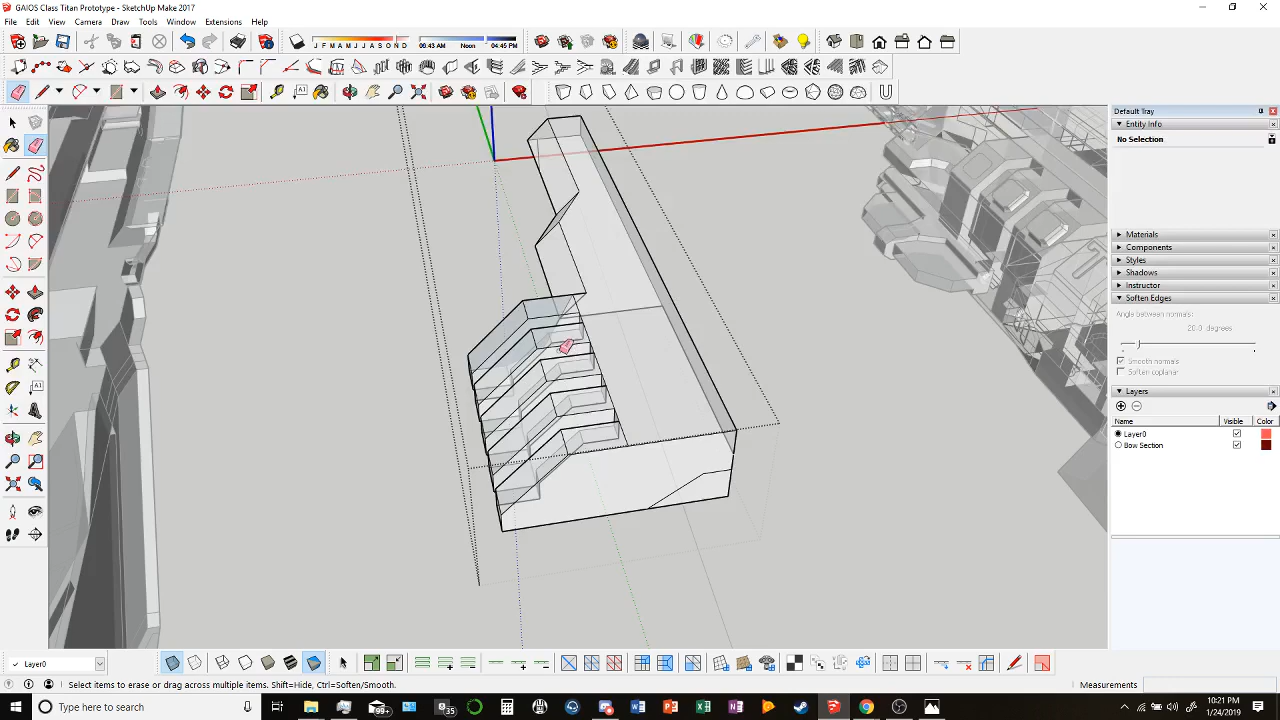 GAIOS Class Titan Prototype - SketchUp Make 2017
File Edit View Camera Draw Tools Window Extensions Help
J F M A M J J A S O N D 06:43 AM Noon 04:45 PM
Default Tray
Entity Info
No Selection
Materials
Components
Styles
Shadows
Instructor
Soften Edges
Angle between normals:
20.0 degrees
Smooth normals
Soften coplanar
Layers
Name Visible Color
Layer0
Bow Section
Layer0
Select items to erase or drag across multiple items. Shift=Hide, Ctrl=Soften/Smooth.
Measurements
Type here to search
99+
35
10:21 PM
1/24/2019